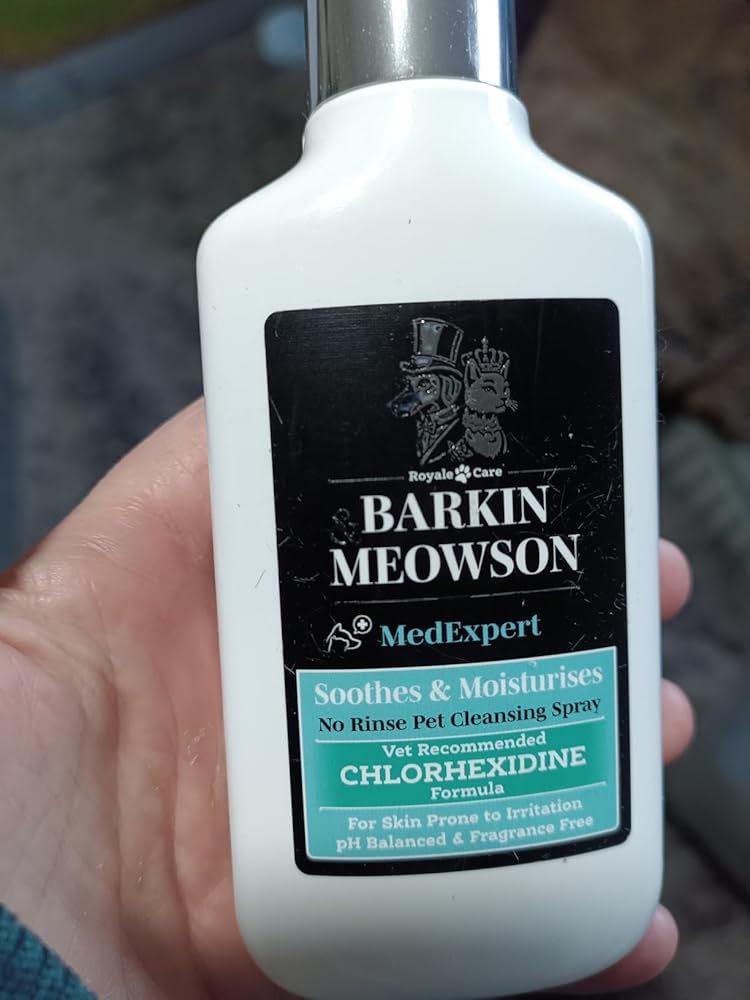 Royale Care
& BARKIN
MEOWSON
MedExpert
Soothes & Moisturises
No Rinse Pet Cleansing Spray
Vet Recommended
CHLORHEXIDINE
Formula
For Skin Prone to Irritation
pH Balanced & Fragrance Free